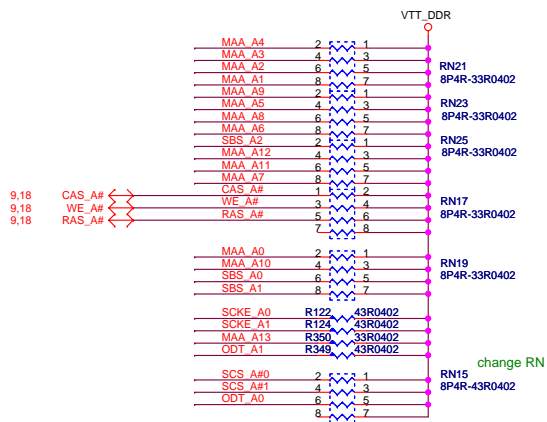 VTT_DDR
MAA_A4 2 1
MAA_A3 4 3
MAA_A2 6 5 RN21
MAA_A1 8 7 8P4R-33R0402
MAA_A9 2 1
MAA_A5 4 3 RN23
MAA_A8 6 5 8P4R-33R0402
MAA_A6 8 7
SBS_A2 2 1 RN25
MAA_A12 4 3 8P4R-33R0402
MAA_A11 6 5
MAA_A7 8 7
9,18 CAS_A# CAS_A# 1 2
9,18 WE_A# WE_A# 3 4 RN17
9,18 RAS_A# RAS_A# 5 6 8P4R-33R0402
7 8
MAA_A0 2 1
MAA_A10 4 3 RN19
SBS_A0 6 5 8P4R-33R0402
SBS_A1 8 7
SCKE_A0 R122 43R0402
SCKE_A1 R124 43R0402
MAA_A13 R350 33R0402
ODT_A1 R349 43R0402
change RN
SCS_A#0 2 1 RN15
SCS_A#1 4 3 8P4R-43R0402
ODT_A0 6 5
8 7